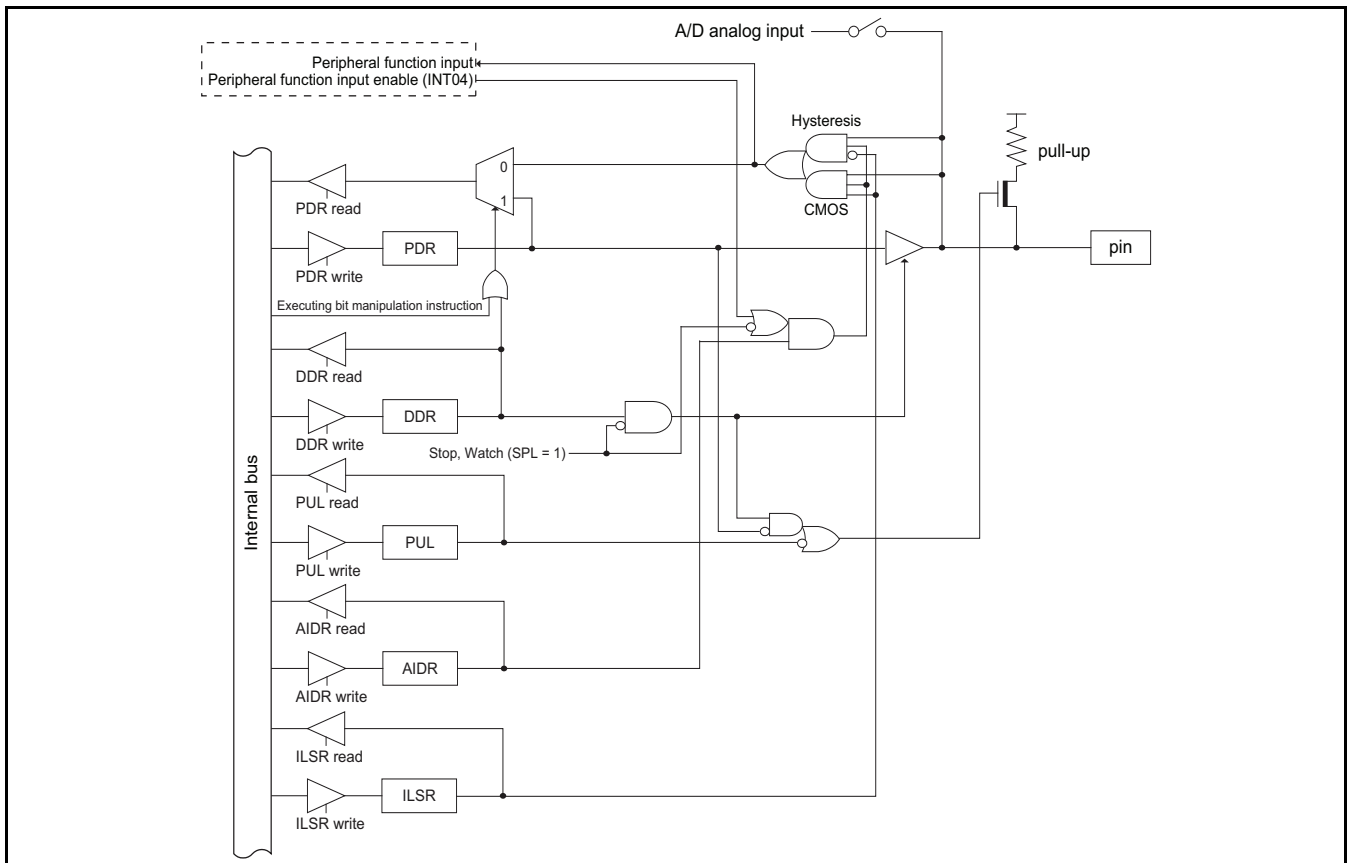 A/D analog input
Peripheral function input
Peripheral function input enable (INT04)
Hysteresis
pull-up
0
1
CMOS
PDR read
PDR
pin
PDR write
Executing bit manipulation instruction
DDR read
DDR
DDR write
Stop, Watch (SPL = 1)
Internal bus
PUL read
PUL
PUL write
AIDR read
AIDR
AIDR write
ILSR read
ILSR
ILSR write